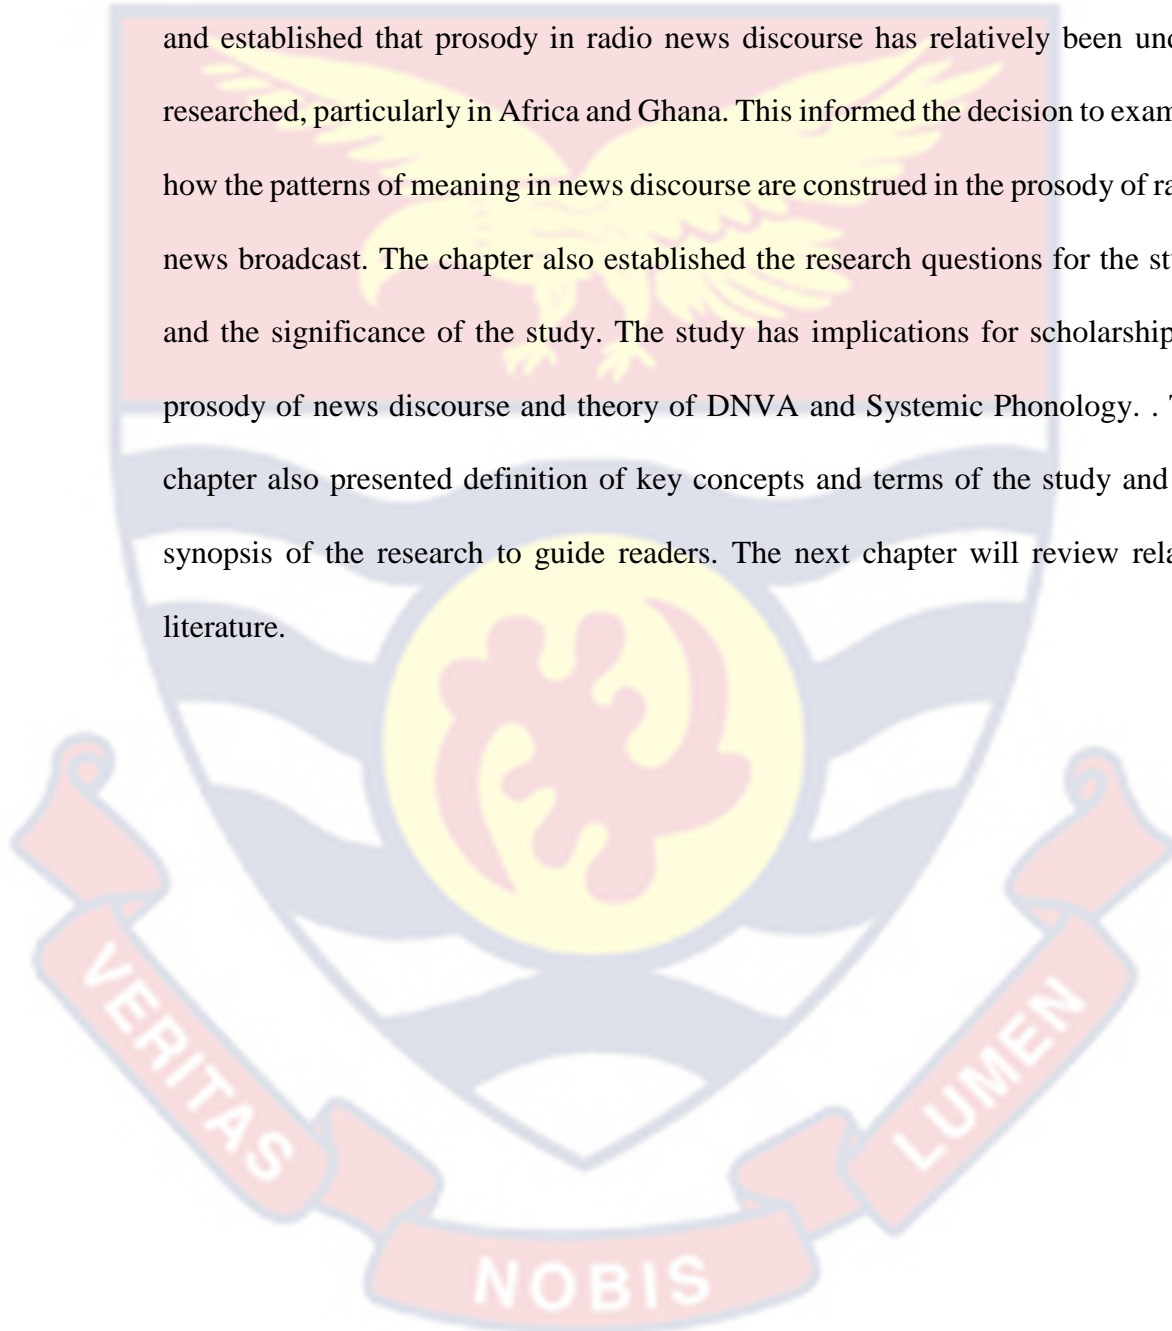 and established that prosody in radio news discourse has relatively been
researched, particularly in Africa and Ghana. This informed the decision to
how the patterns of meaning in news discourse are construed in the prosody of
news broadcast. The chapter also established the research questions for the
and the significance of the study. The study has implications for scholarship
prosody of news discourse and theory of DNVA and Systemic Phonology. .
chapter also presented definition of key concepts and terms of the study and
synopsis of the research to guide readers. The next chapter will review
literature.
VERITAS
NOBIS
LUMEN